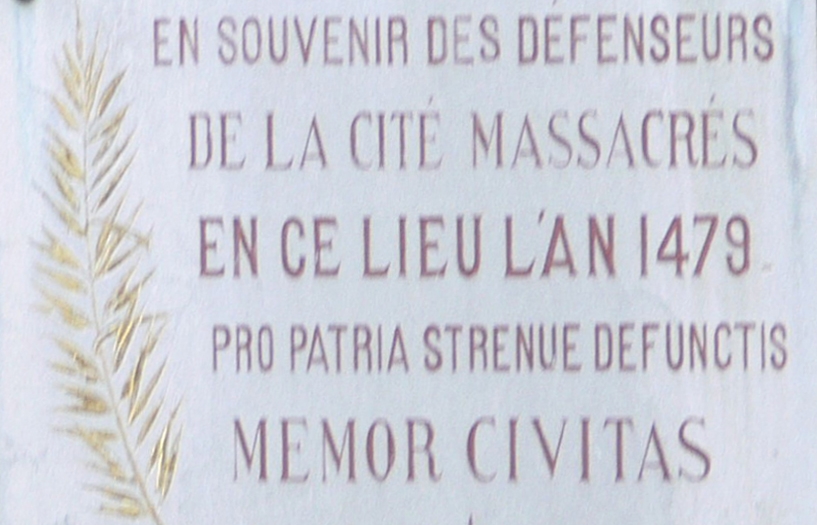 EN SOUVENIR DES DÉFENSEURS
DE LA CITÉ MASSACRÉS
EN CE LIEU L'AN 1479
PRO PATRIA STRENUE DEFUNCTIS
MEMOR CIVITAS